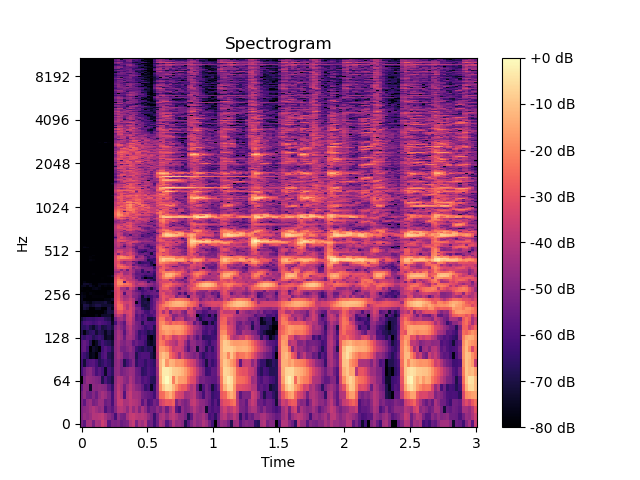 Spectrogram
8192
4096
2048
1024
512
256
128
64
0
Hz
0
0.5
1
1.5
2
2.5
3
Time
+0 dB
-10 dB
-20 dB
-30 dB
-40 dB
-50 dB
-60 dB
-70 dB
-80 dB